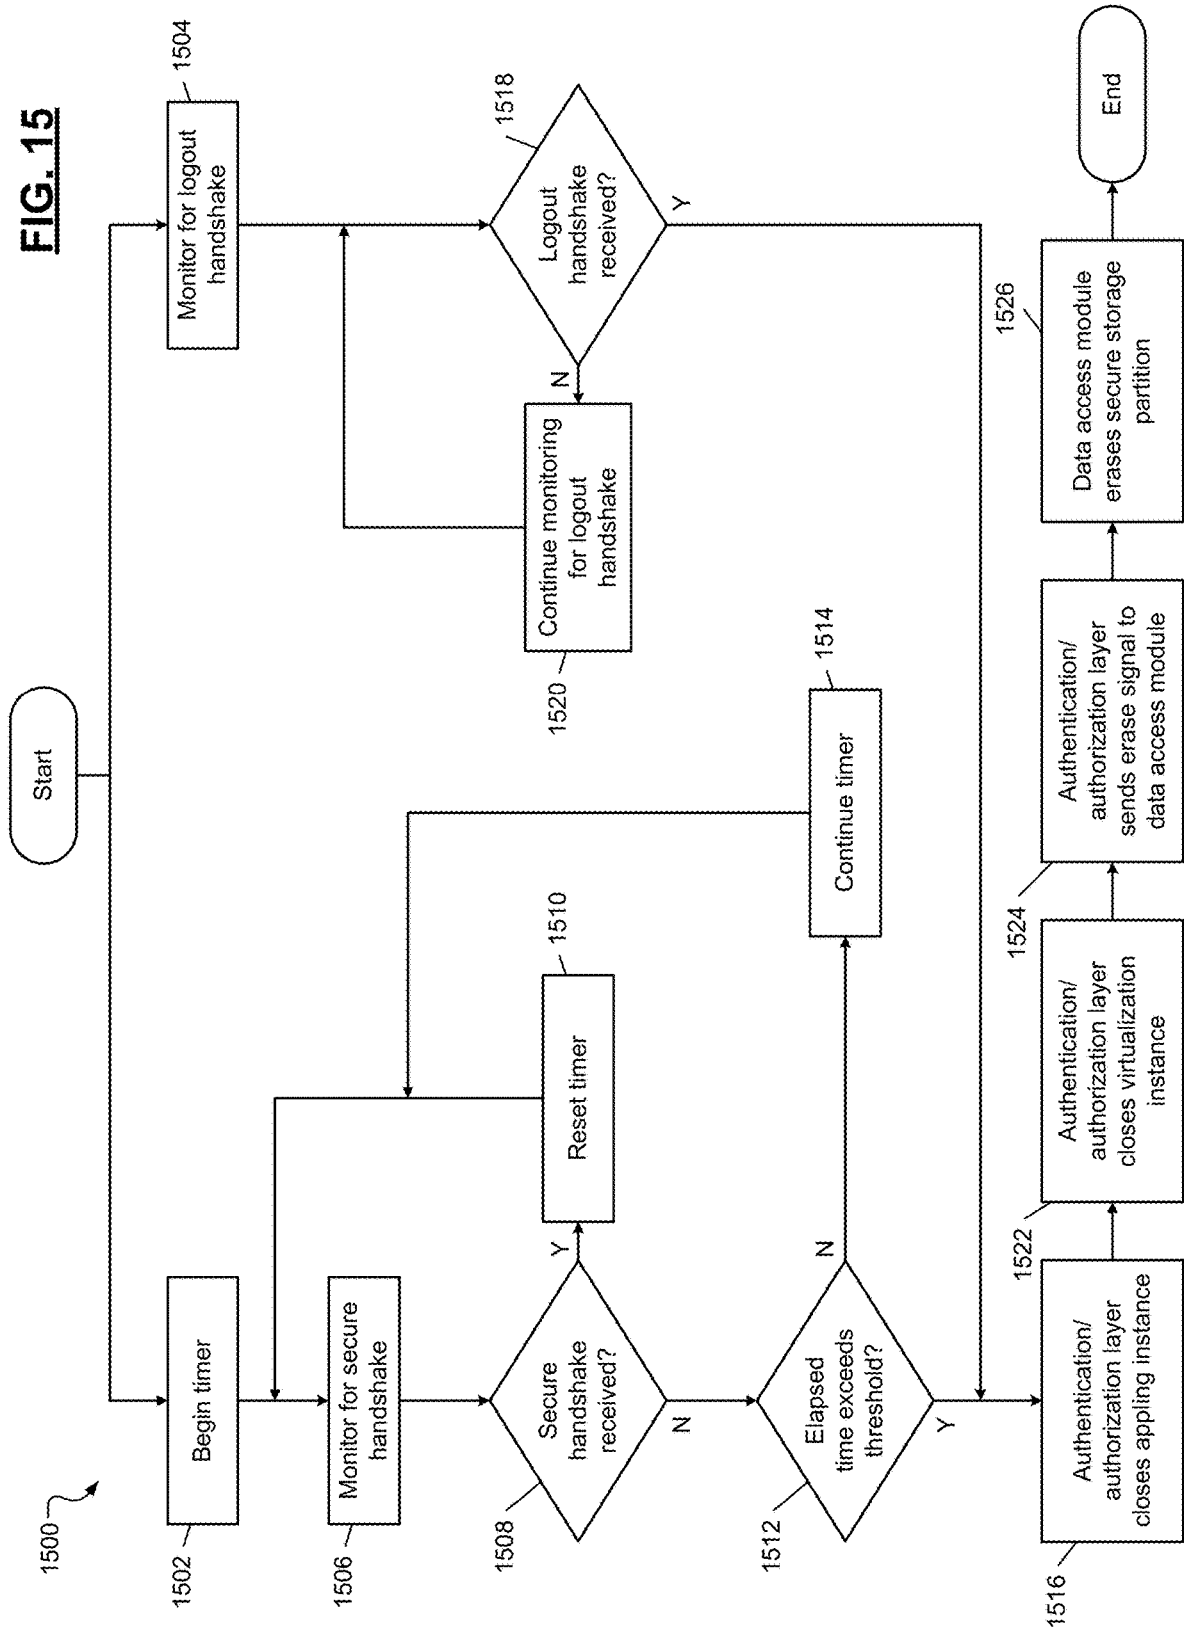 FIG. 15
1500
Start
1502
Begin timer
1504
Monitor for logout
handshake
1506
Monitor for secure
handshake
1508
Secure
handshake
received?
Y
N
1510
Reset timer
1512
Elapsed
time exceeds
threshold?
N
Y
1514
Continue timer
1518
Logout
handshake
received?
N
Y
1520
Continue monitoring
for logout
handshake
1516
Authentication/
authorization layer
closes appling instance
1522
Authentication/
authorization layer
closes virtualization
instance
1524
Authentication/
authorization layer
sends erase signal to
data access module
1526
Data access module
erases secure storage
partition
End